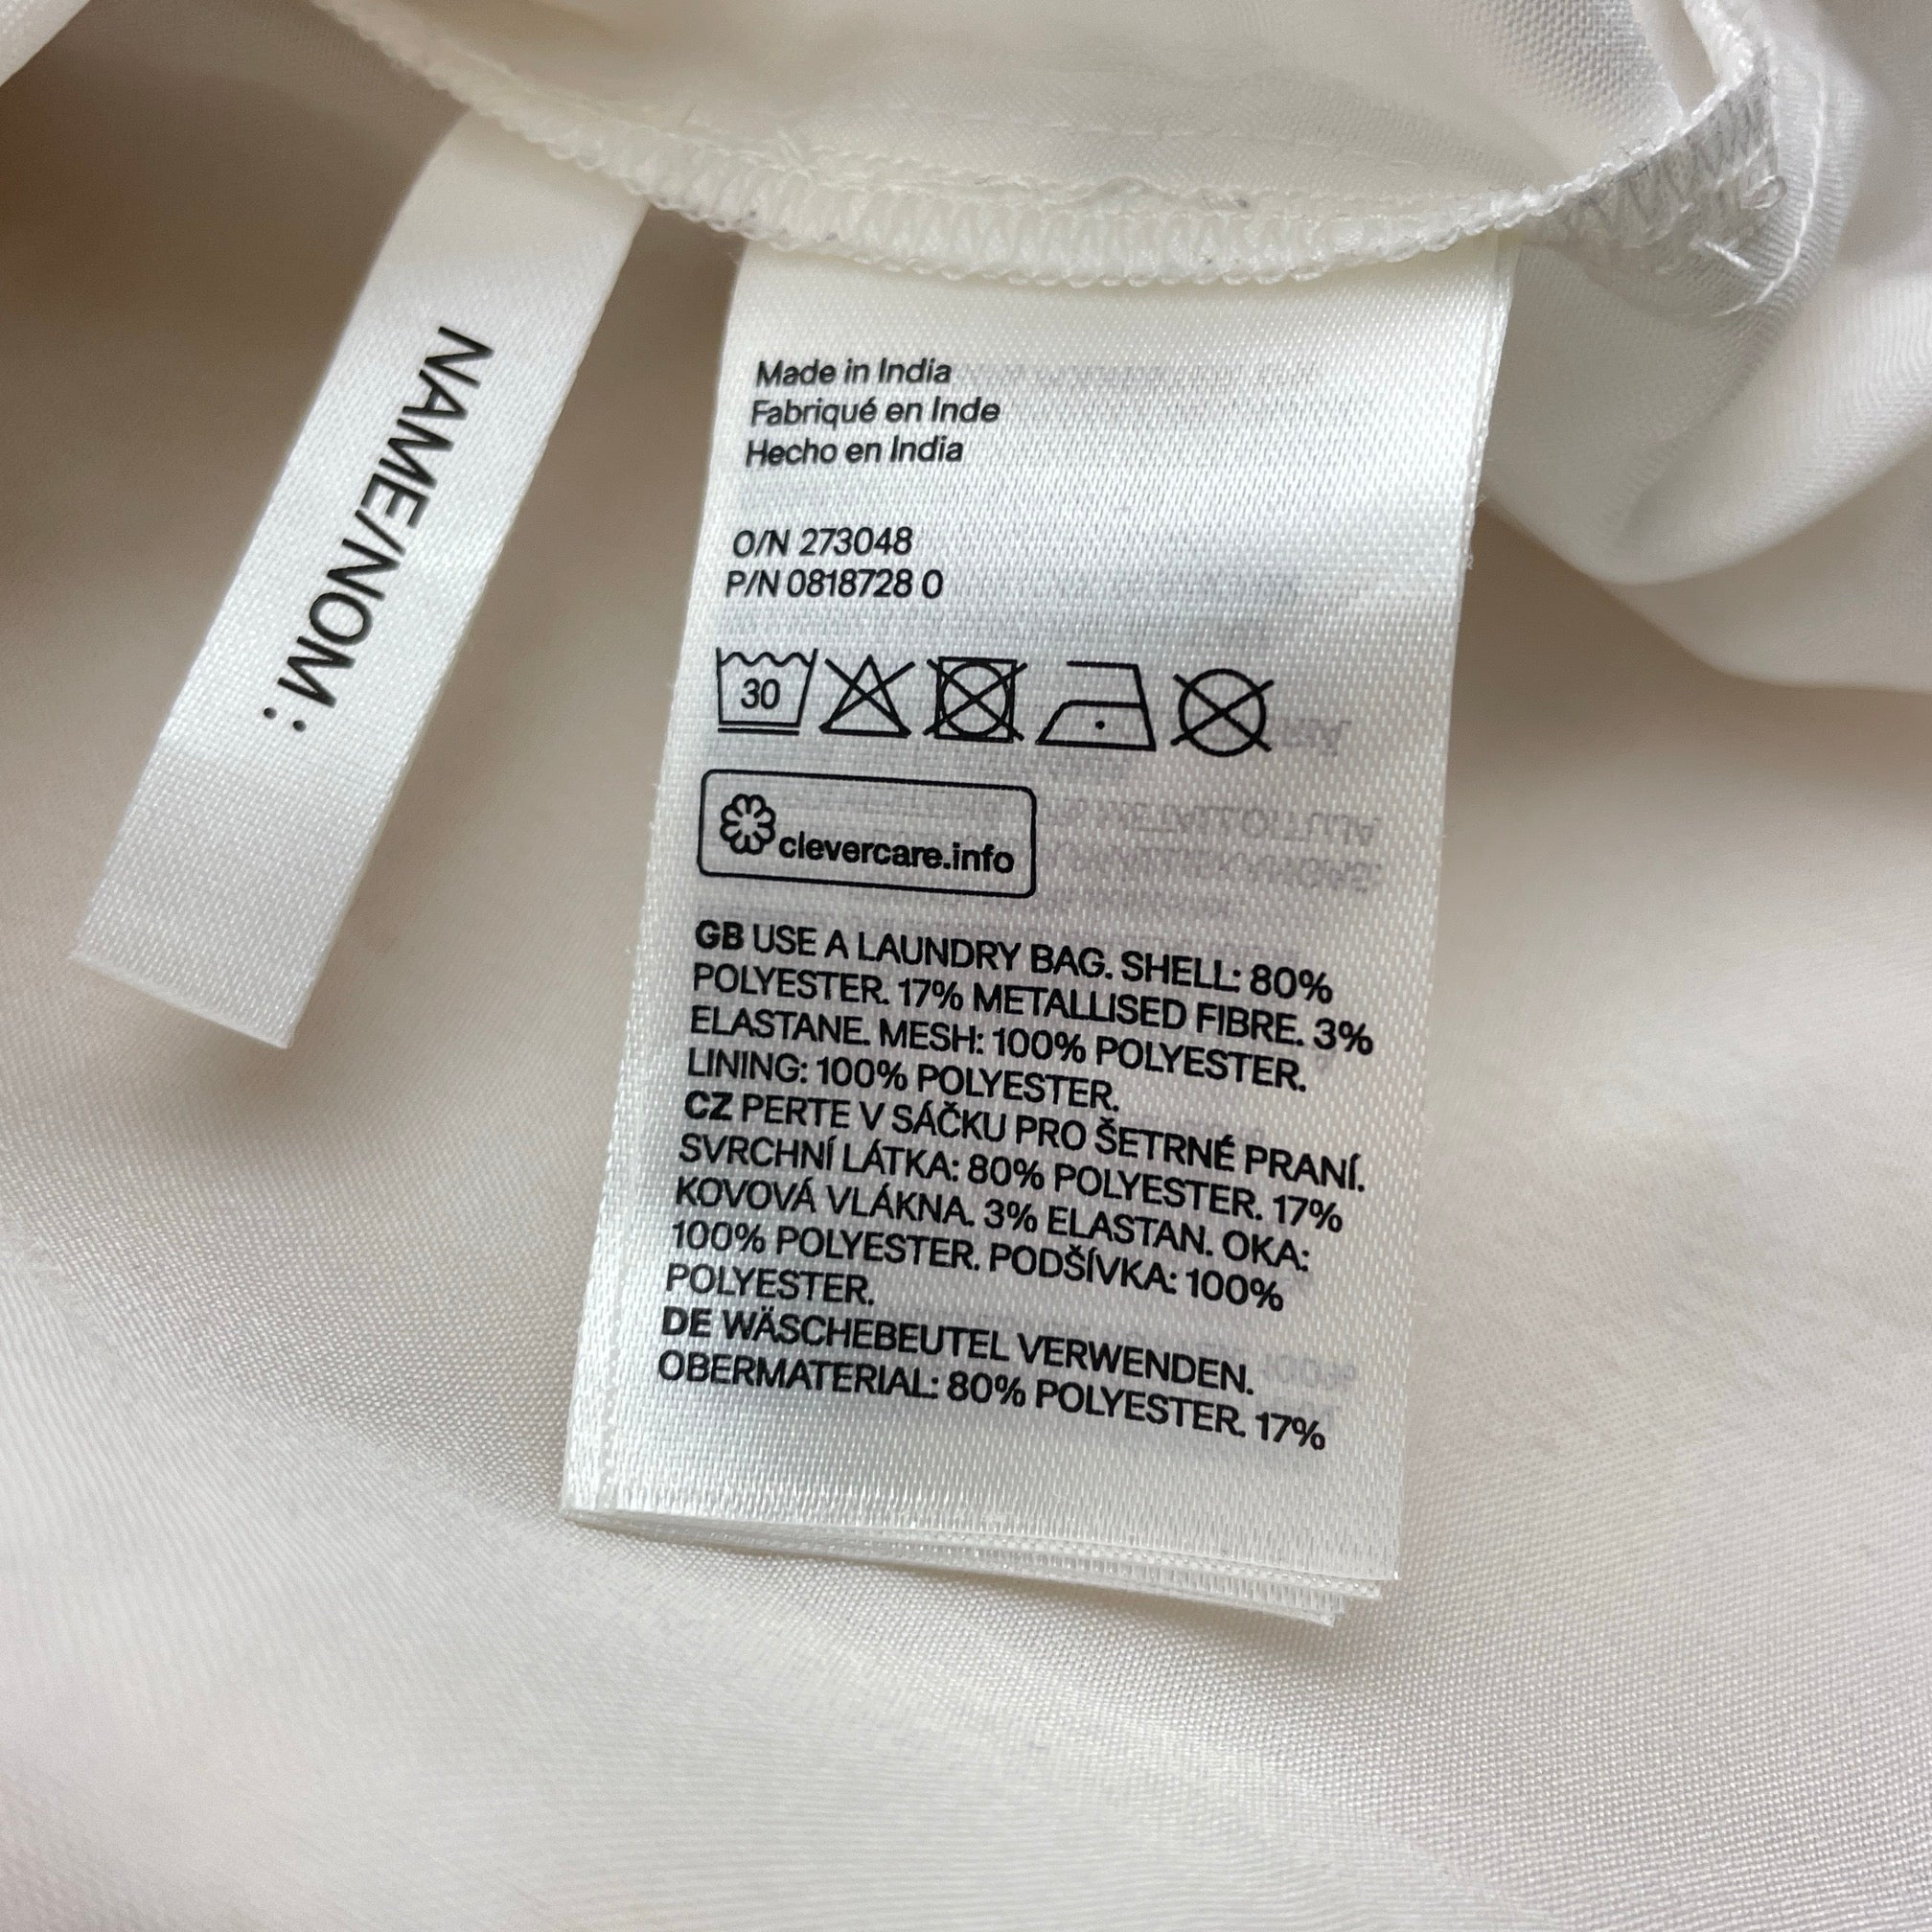 NAME/NOM :
Made in India
Fabriqué en Inde
Hecho en India
O/N 273048
P/N 0818728 0
30
clevercare.info
GB USE A LAUNDRY BAG. SHELL: 80%
POLYESTER. 17% METALLISED FIBRE. 3%
ELASTANE. MESH: 100% POLYESTER.
LINING: 100% POLYESTER.
CZ PERTE V SÁČKU PRO ŠETRNÉ PRANÍ.
SVRCHNÍ LÁTKA: 80% POLYESTER. 17%
KOVOVÁ VLÁKNA. 3% ELASTAN. OKA:
100% POLYESTER. PODŠÍVKA: 100%
POLYESTER.
DE WÄSCHEBEUTEL VERWENDEN.
OBERMATERIAL: 80% POLYESTER. 17%